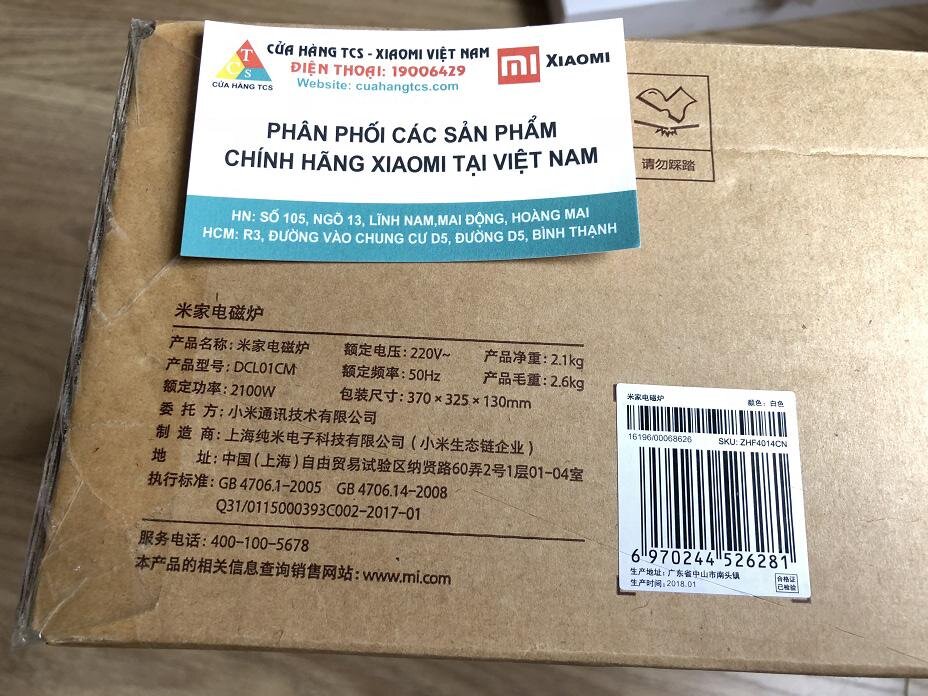 TCS
CỬA HÀNG TCS
CỬA HÀNG TCS - XIAOMI VIỆT NAM
ĐIỆN THOẠI: 19006429
Website: cuahangtcs.com
mi XIAOMI
PHÂN PHỐI CÁC SẢN PHẨM
CHÍNH HÃNG XIAOMI TẠI VIỆT NAM
HN: SỐ 105, NGÕ 13, LĨNH NAM,MAI ĐỘNG, HOÀNG MAI
HCM: R3, ĐƯỜNG VÀO CHUNG CƯ D5, ĐƯỜNG D5, BÌNH THẠNH
请勿踩踏
米家电磁炉
产品名称: 米家电磁炉 额定电压: 220V~ 产品净重: 2.1kg
产品型号: DCL01CM 额定频率: 50Hz 产品毛重: 2.6kg
额定功率: 2100W 包装尺寸: 370 × 325 × 130mm
委托方: 小米通讯技术有限公司
制造商: 上海纯米电子科技有限公司（小米生态链企业）
地址: 中国（上海）自由贸易试验区纳贤路60弄2号1层01-04室
执行标准: GB 4706.1-2005 GB 4706.14-2008
Q31/0115000393C002-2017-01
服务电话: 400-100-5678
本产品的相关信息查询销售网站: www.mi.com
米家电磁炉 颜色: 白色
16196/00068626 SKU: ZHF4014CN
6 970244 526281
生产地址: 广东省中山市南头镇
生产时间: 2018.01
合格证
已检验